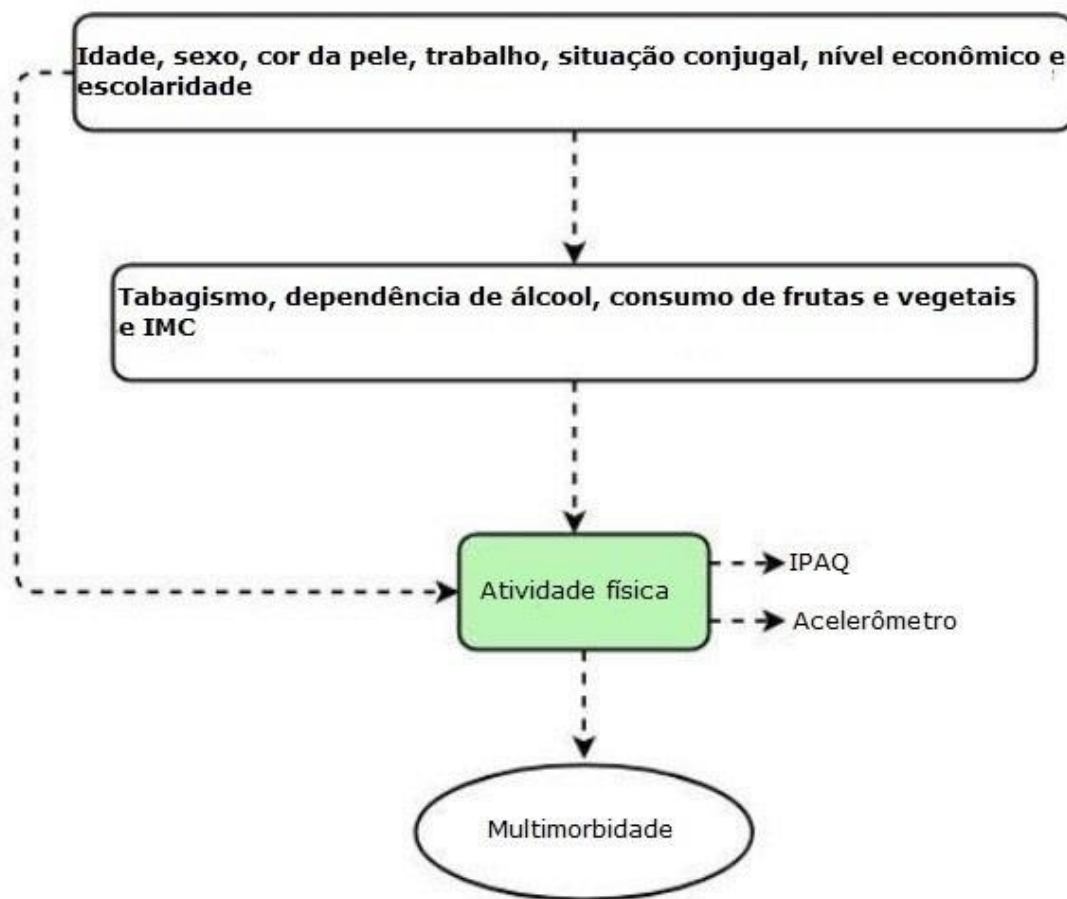 Idade, sexo, cor da pele, trabalho, situação conjugal, nível econômico e
escolaridade
Tabagismo, dependência de álcool, consumo de frutas e vegetais
e IMC
Atividade física
IPAQ
Acelerômetro
Multimorbidade